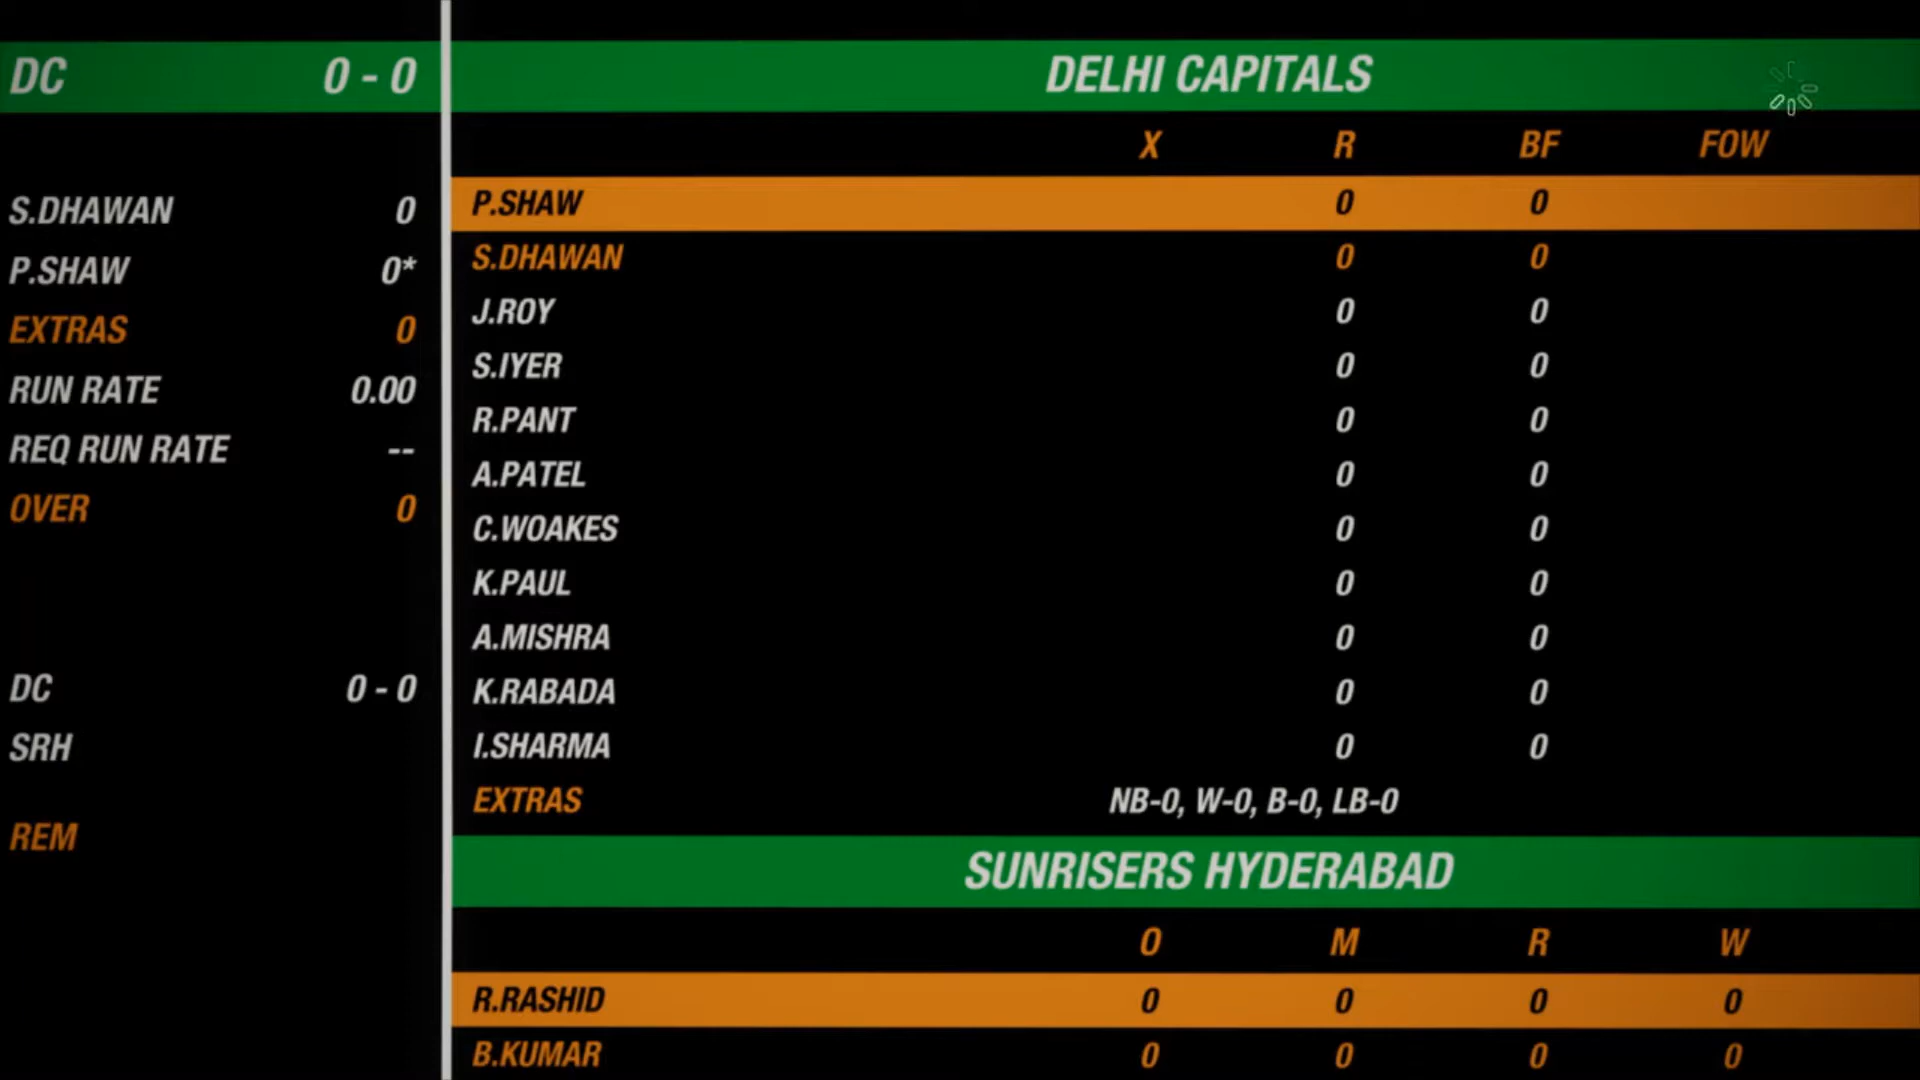 DC 0 - 0
S.DHAWAN 0
P.SHAW 0*
EXTRAS 0
RUN RATE 0.00
REQ RUN RATE --
OVER 0
DC 0 - 0
SRH
REM
DELHI CAPITALS
X R BF FOW
P.SHAW 0 0
S.DHAWAN 0 0
J.ROY 0 0
S.IYER 0 0
R.PANT 0 0
A.PATEL 0 0
C.WOAKES 0 0
K.PAUL 0 0
A.MISHRA 0 0
K.RABADA 0 0
I.SHARMA 0 0
EXTRAS NB-0, W-0, B-0, LB-0
SUNRISERS HYDERABAD
O M R W
R.RASHID 0 0 0 0
B.KUMAR 0 0 0 0